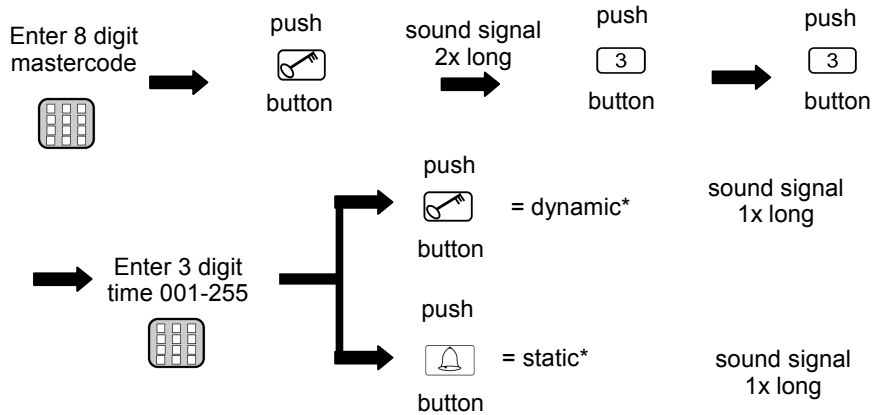 Enter 8 digit
mastercode
push
button
sound signal
2x long
push
3
button
push
3
button
Enter 3 digit
time 001-255
push
= dynamic*
button
sound signal
1x long
push
= static*
button
sound signal
1x long